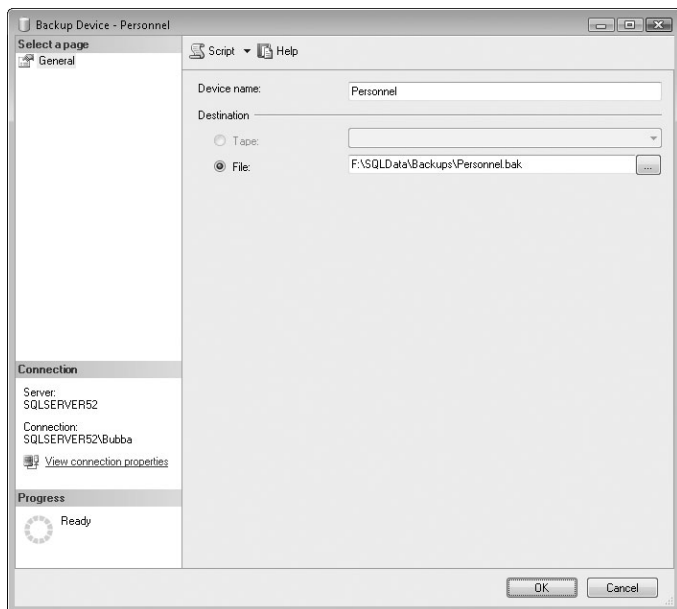 Backup Device - Personnel
Select a page
General
Script
Help
Device name:
Personnel
Destination
Tape:
File:
F:\SQLData\Backups\Personnel.bak
...
Connection
Server:
SQLSERVER52
Connection:
SQLSERVER52\Bubba
View connection properties
Progress
Ready
OK
Cancel